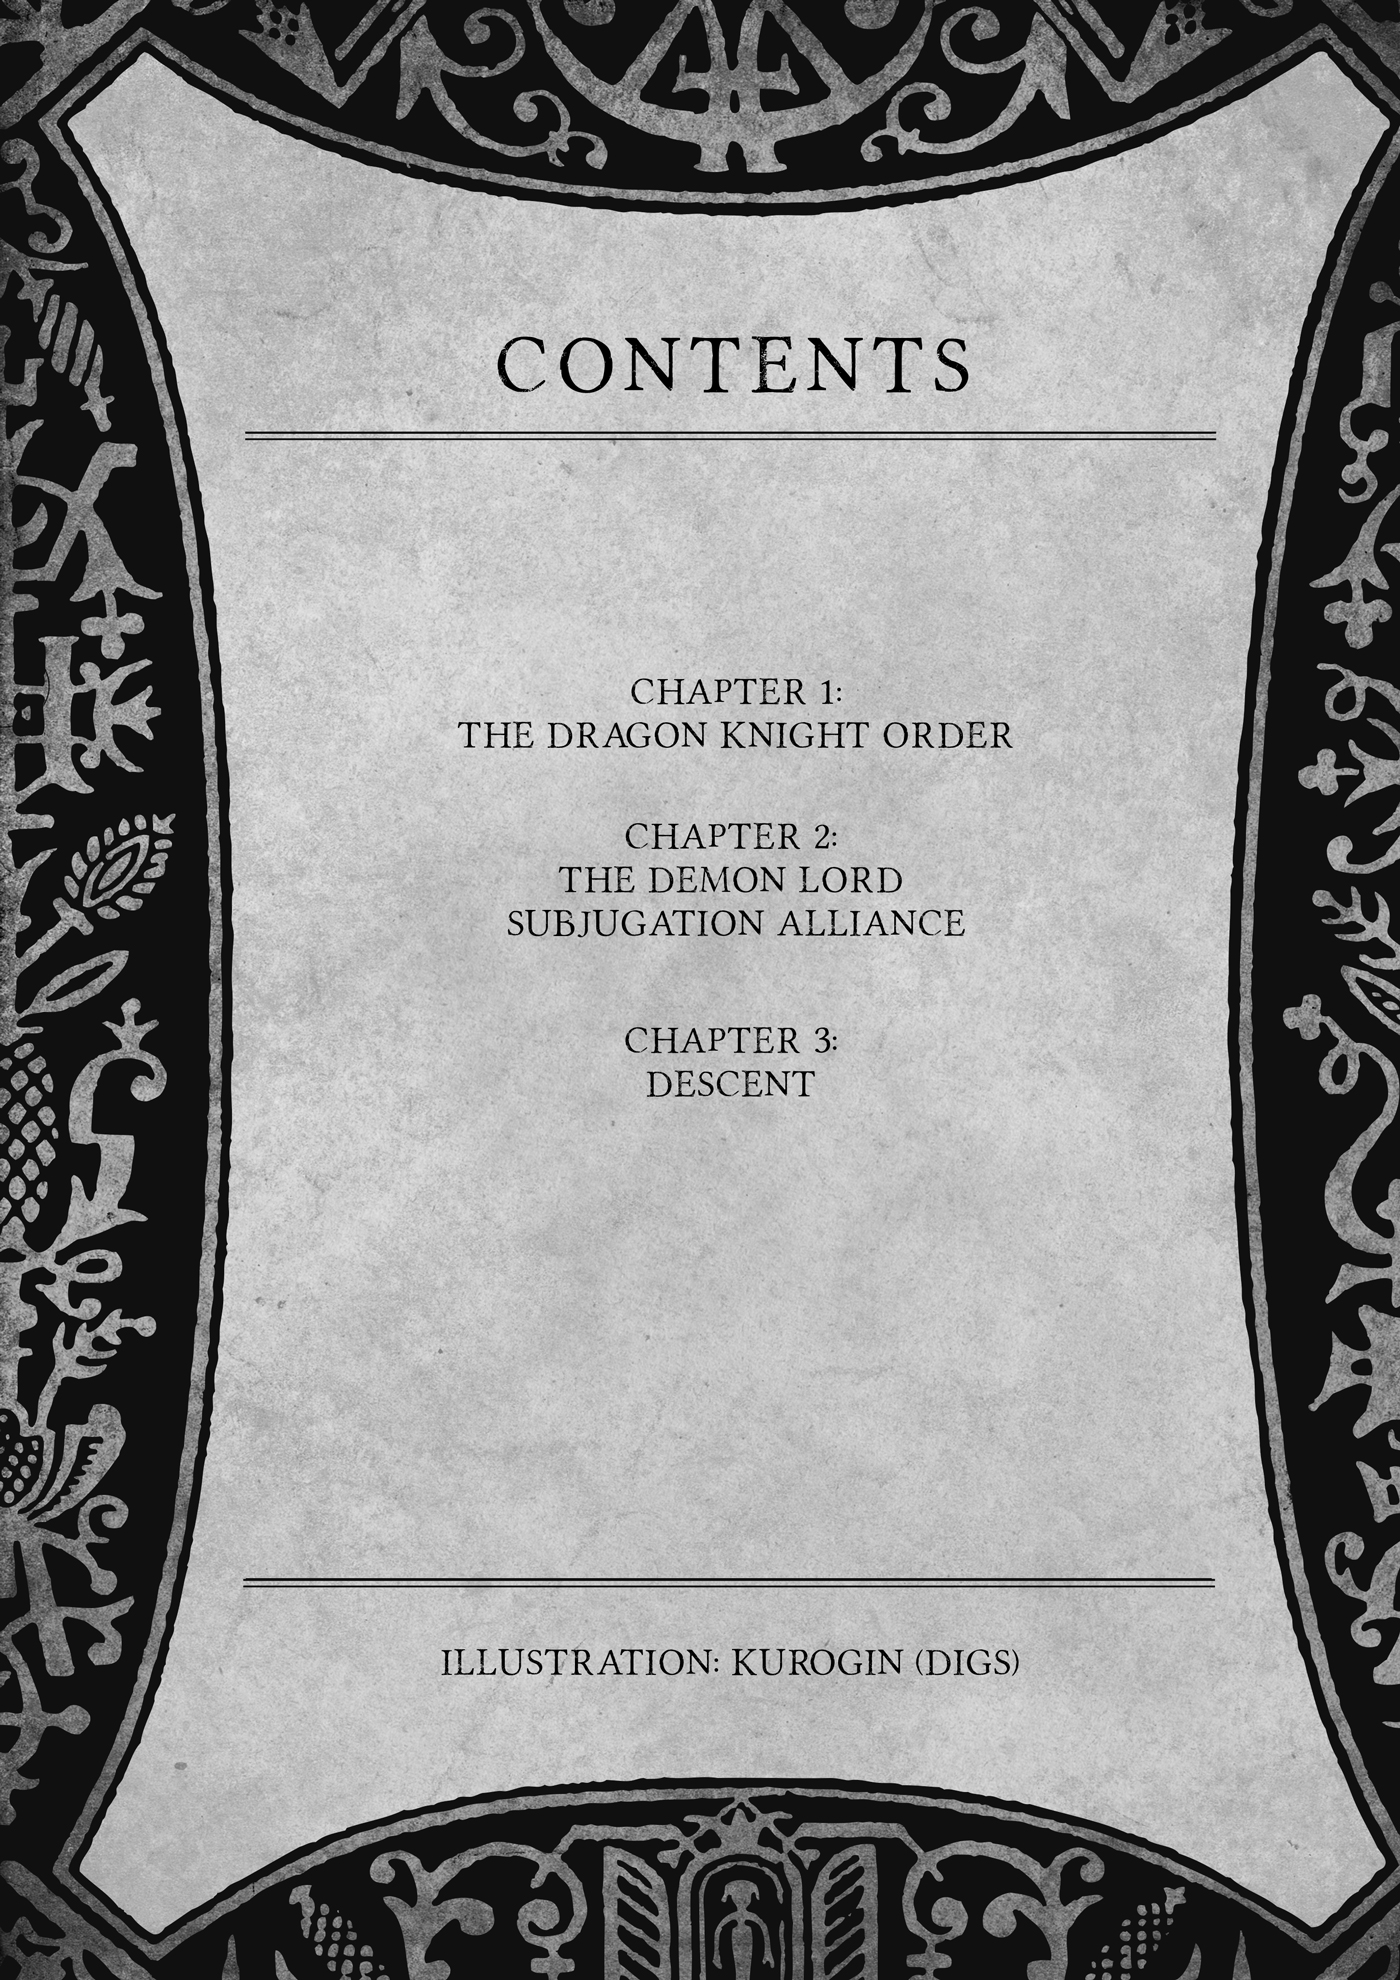 CONTENTS
CHAPTER 1:
THE DRAGON KNIGHT ORDER
CHAPTER 2:
THE DEMON LORD
SUBJUGATION ALLIANCE
CHAPTER 3:
DESCENT
ILLUSTRATION: KUROGIN (DIGS)